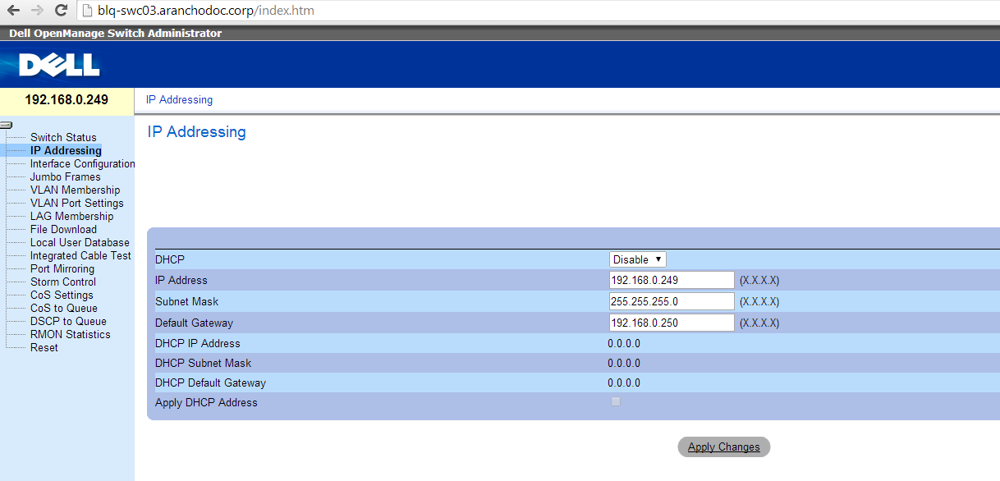 blq-swc03.aranchodoc.corp/index.htm
Dell OpenManage Switch Administrator
DELL
192.168.0.249
IP Addressing
Switch Status
IP Addressing
Interface Configuration
Jumbo Frames
VLAN Membership
VLAN Port Settings
LAG Membership
File Download
Local User Database
Integrated Cable Test
Port Mirroring
Storm Control
CoS Settings
CoS to Queue
DSCP to Queue
RMON Statistics
Reset
IP Addressing
DHCP Disable
IP Address 192.168.0.249 (X.X.X.X)
Subnet Mask 255.255.255.0 (X.X.X.X)
Default Gateway 192.168.0.250 (X.X.X.X)
DHCP IP Address 0.0.0.0
DHCP Subnet Mask 0.0.0.0
DHCP Default Gateway 0.0.0.0
Apply DHCP Address
Apply Changes